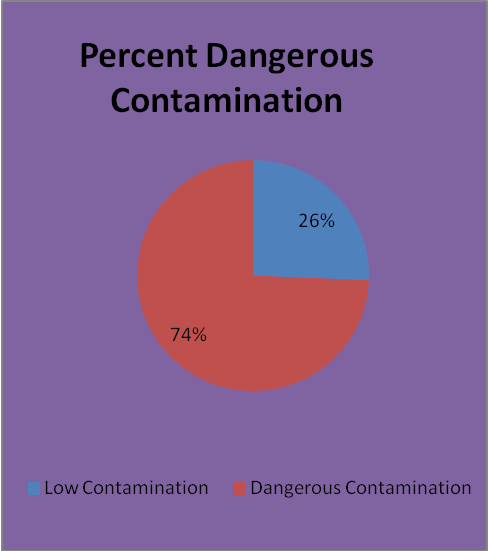 Percent Dangerous
Contamination
26%
74%
Low Contamination
Dangerous Contamination